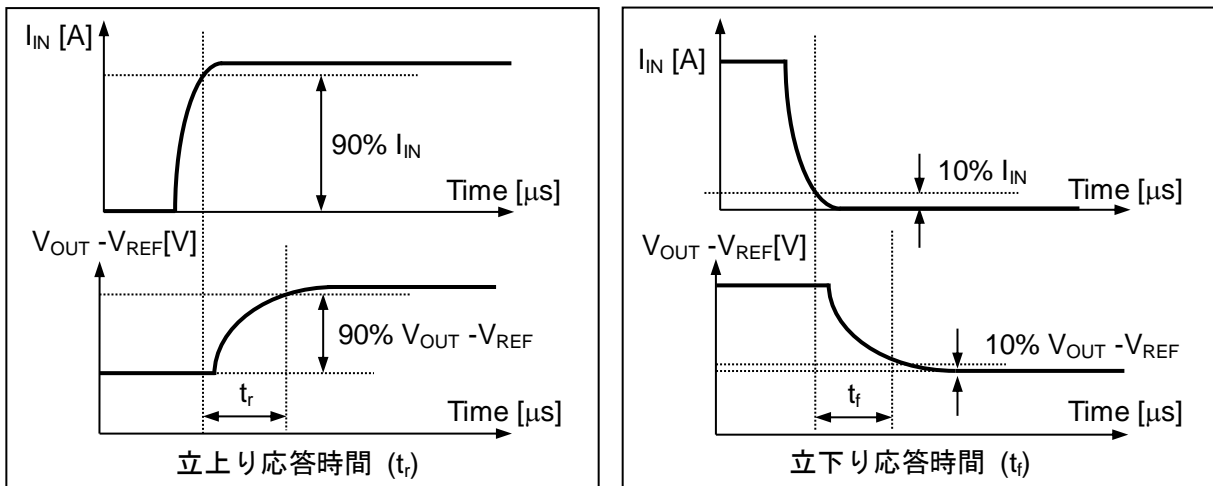 I_IN [A]
90% I_IN
Time [μs]
V_OUT -V_REF[V]
90% V_OUT -V_REF
t_r
Time [μs]
立上り応答時間 (t_r)
I_IN [A]
10% I_IN
Time [μs]
V_OUT -V_REF[V]
10% V_OUT -V_REF
t_f
Time [μs]
立下り応答時間 (t_f)